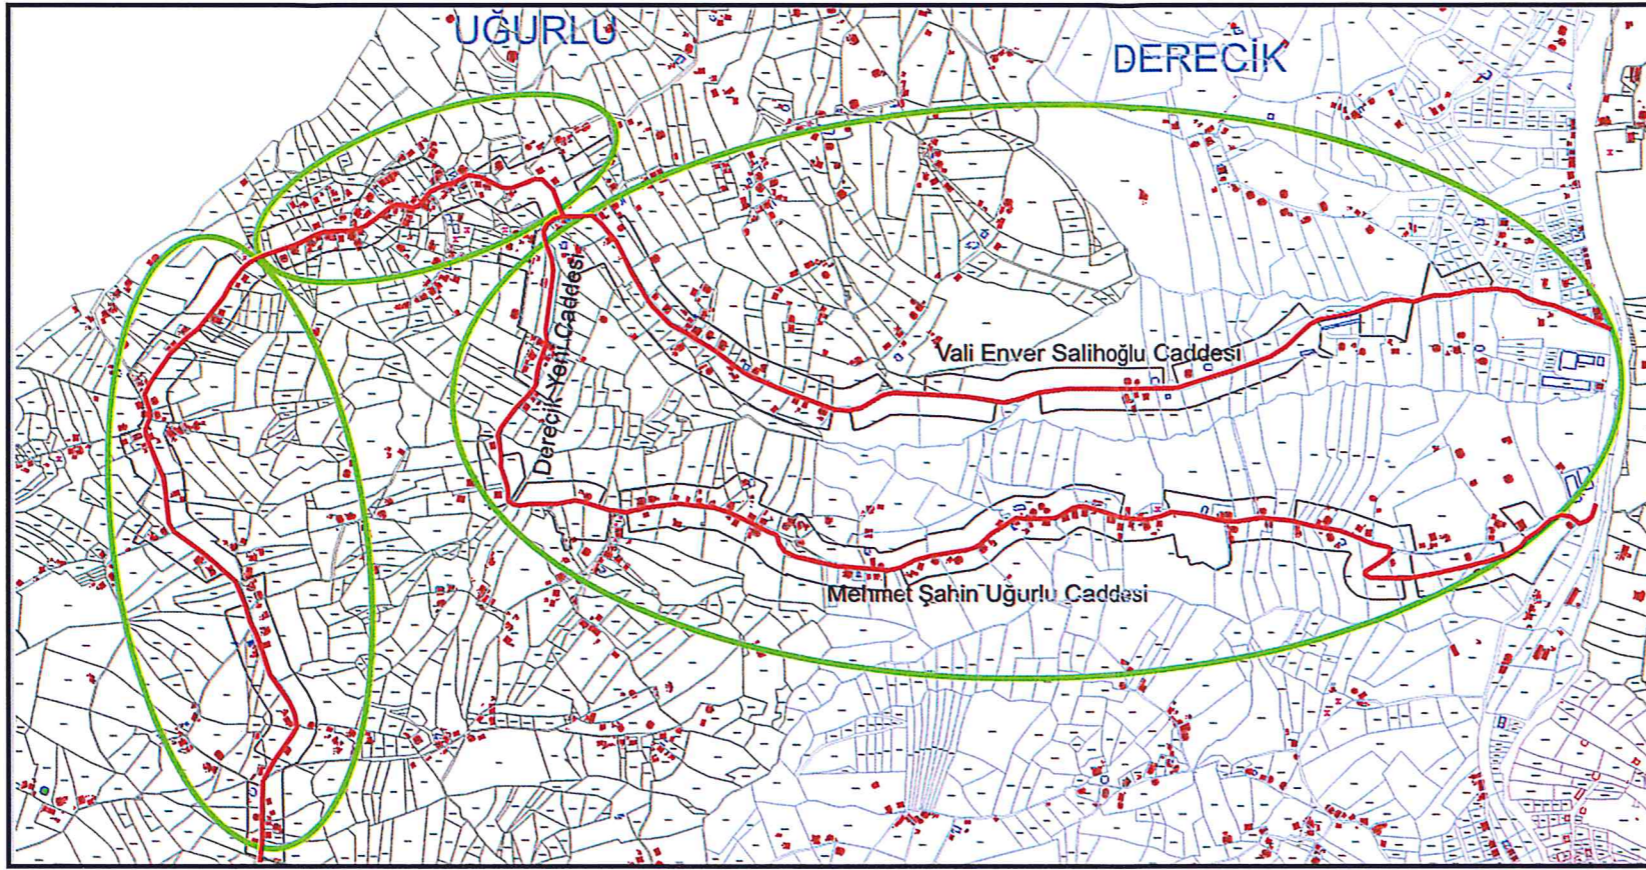 UĞURLU
DERECİK
Derecik Yeni Caddesi
Vali Enver Salihoğlu Caddesi
Mehmet Şahin Uğurlu Caddesi